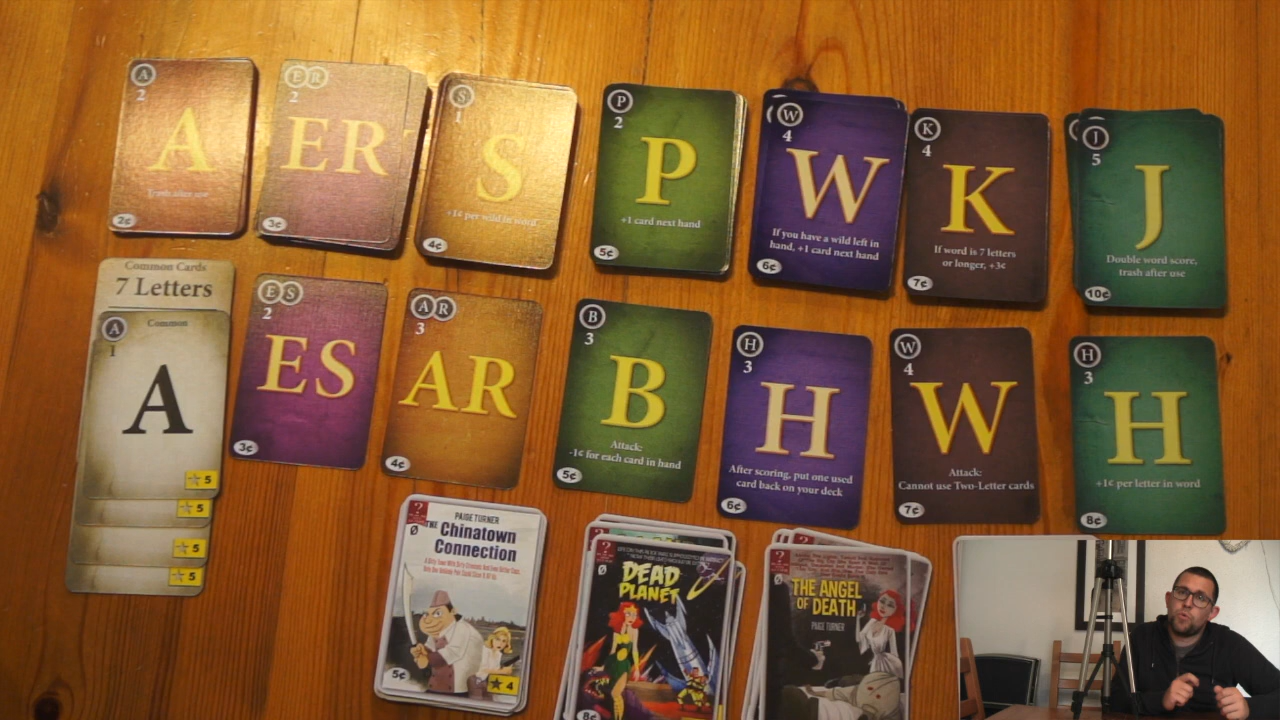 A
2
A
Trash after use
2¢
E R
2
ER
3¢
S
1
S
+1¢ per wild in word
4¢
P
2
P
+1 card next hand
5¢
W
4
W
If you have a wild left in
hand, +1 card next hand
6¢
K
4
K
If word is 7 letters
or longer, +3¢
7¢
J
5
J
Double word score,
trash after use
10¢
Common Cards
7 Letters
A
Common
1
A
5
5
5
5
E S
2
ES
3¢
A R
3
AR
4¢
B
3
B
Attack:
-1¢ for each card in hand
5¢
H
3
H
After scoring, put one used
card back on your deck
6¢
W
4
W
Attack:
Cannot use Two-Letter cards
7¢
H
3
H
+1¢ per letter in word
8¢
?
0
PAIGE TURNER
THE Chinatown
Connection
5¢
4
?
0
DEAD
PLANET
8¢
?
0
THE ANGEL
OF DEATH
PAIGE TURNER